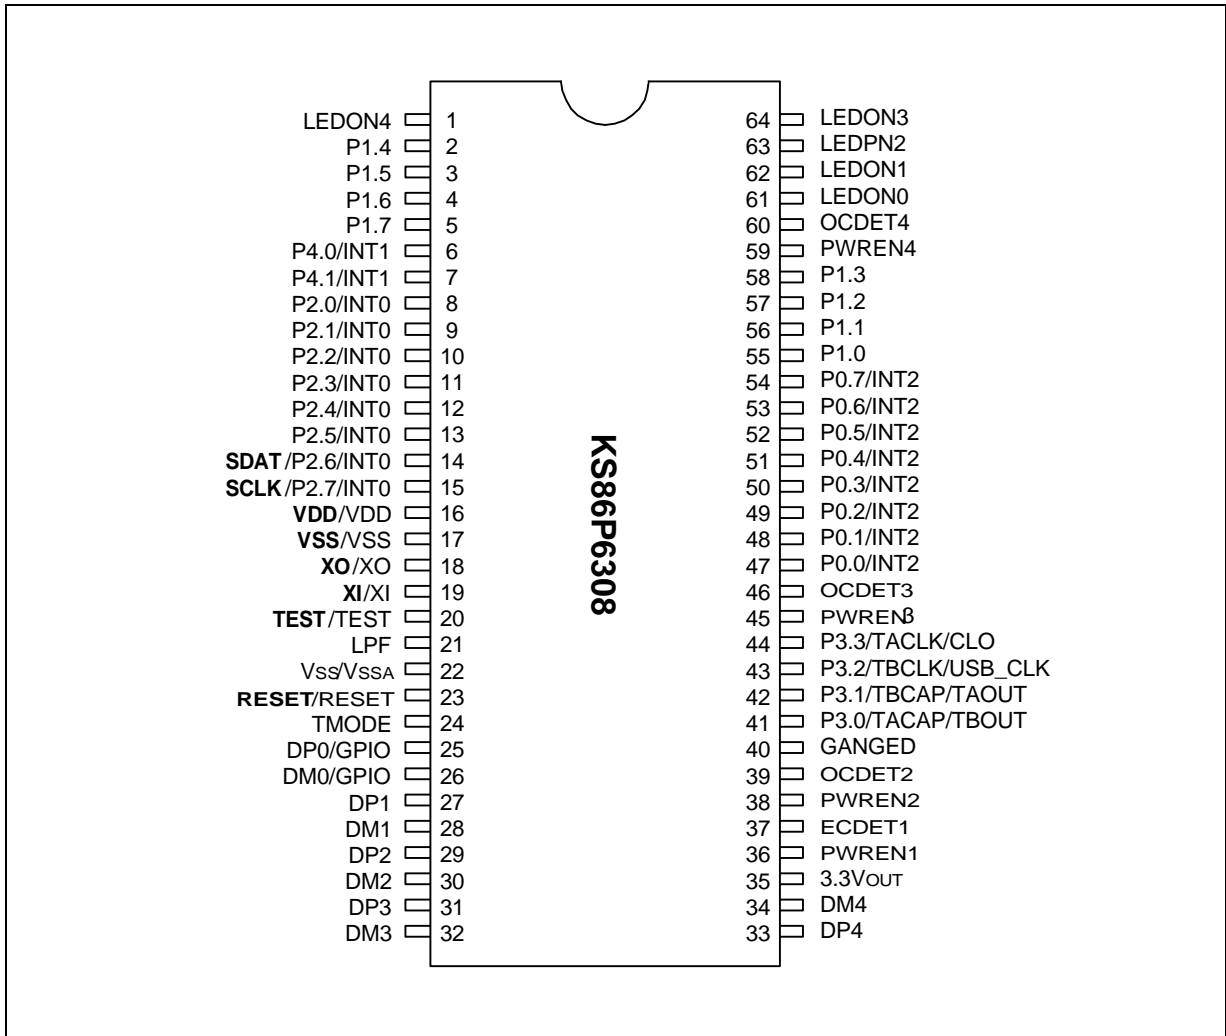 LEDON4 1
P1.4 2
P1.5 3
P1.6 4
P1.7 5
P4.0/INT1 6
P4.1/INT1 7
P2.0/INT0 8
P2.1/INT0 9
P2.2/INT0 10
P2.3/INT0 11
P2.4/INT0 12
P2.5/INT0 13
SDAT/P2.6/INT0 14
SCLK/P2.7/INT0 15
VDD/VDD 16
VSS/VSS 17
XO/XO 18
XI/XI 19
TEST/TEST 20
LPF 21
VSS/VSSA 22
RESET/RESET 23
TMODE 24
DP0/GPIO 25
DM0/GPIO 26
DP1 27
DM1 28
DP2 29
DM2 30
DP3 31
DM3 32
KS86P6308
64 LEDON3
63 LEDPN2
62 LEDON1
61 LEDON0
60 OCDET4
59 PWREN4
58 P1.3
57 P1.2
56 P1.1
55 P1.0
54 P0.7/INT2
53 P0.6/INT2
52 P0.5/INT2
51 P0.4/INT2
50 P0.3/INT2
49 P0.2/INT2
48 P0.1/INT2
47 P0.0/INT2
46 OCDET3
45 PWREN3
44 P3.3/TACLK/CLO
43 P3.2/TBCLK/USB_CLK
42 P3.1/TBCAP/TAOUT
41 P3.0/TACAP/TBOUT
40 GANGED
39 OCDET2
38 PWREN2
37 ECDET1
36 PWREN1
35 3.3VOUT
34 DM4
33 DP4